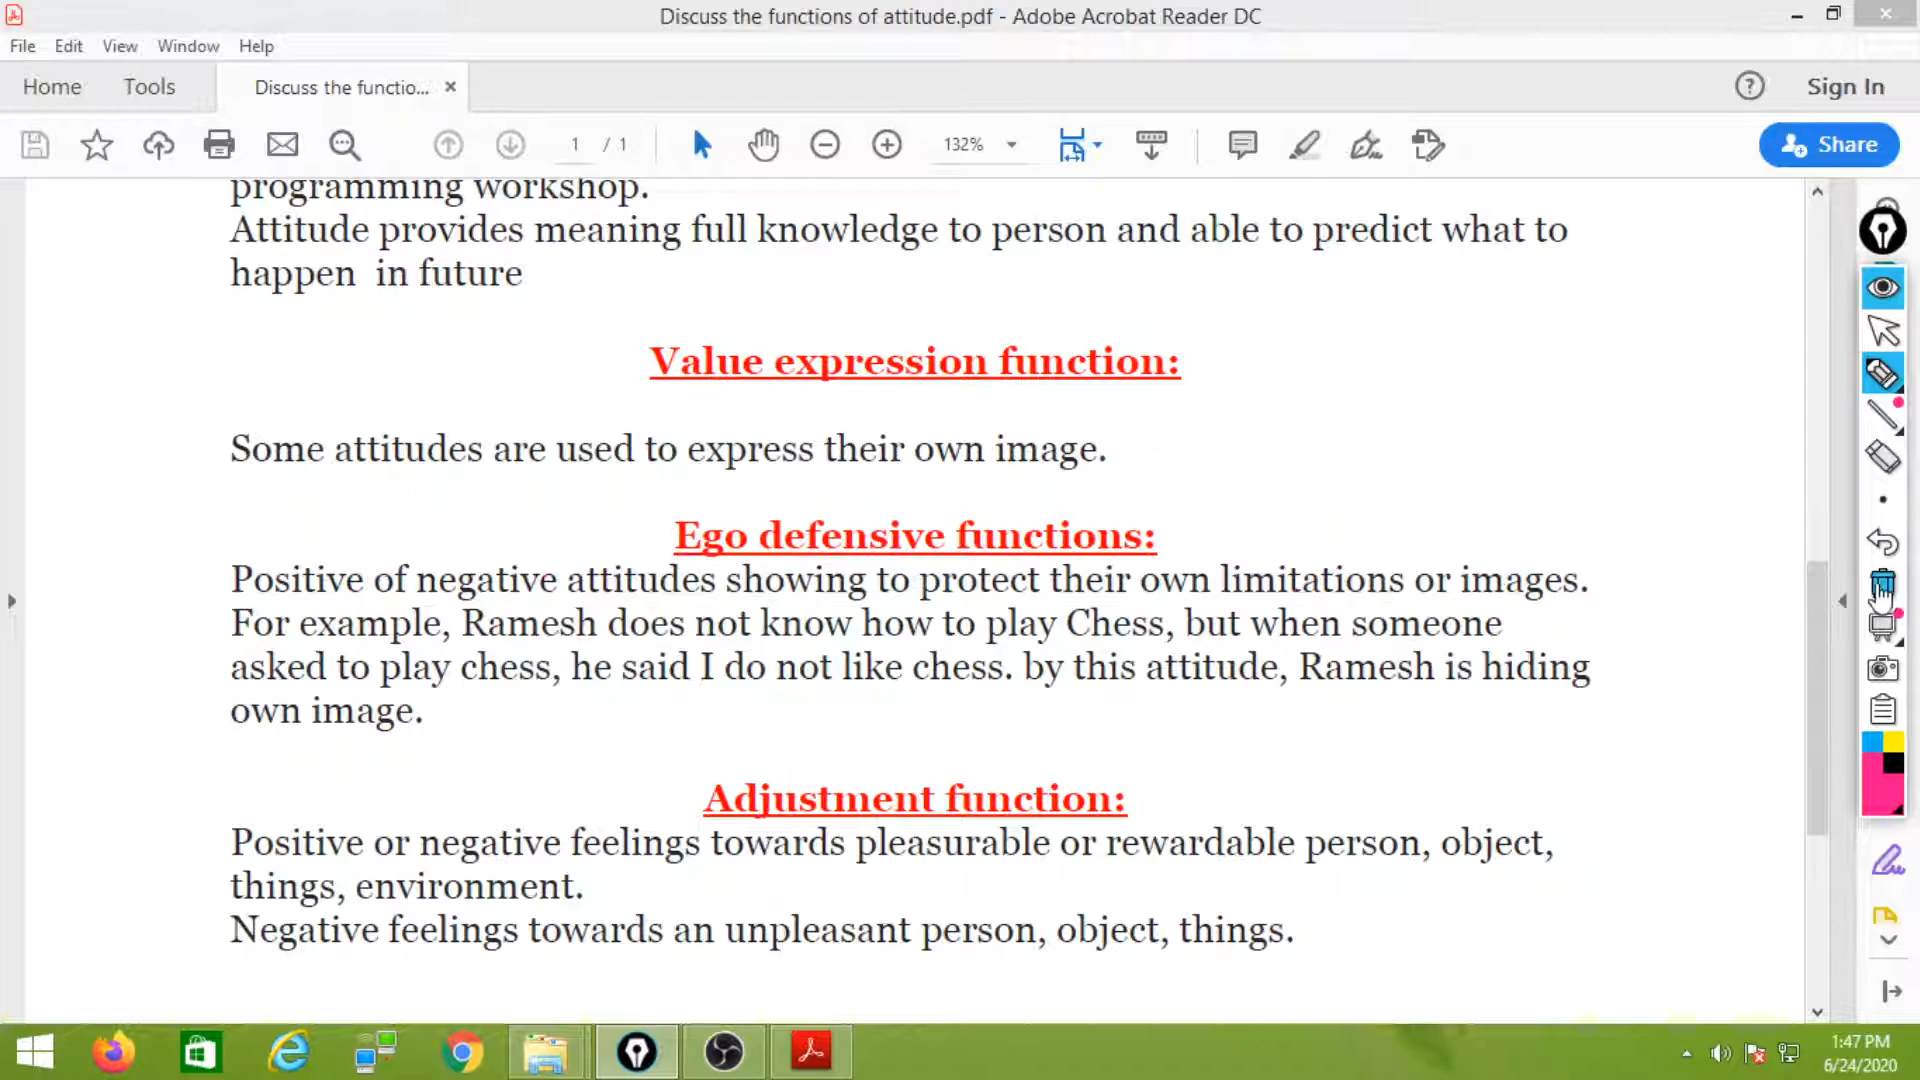 Discuss the functions of attitude.pdf - Adobe Acrobat Reader DC
File Edit View Window Help
Home Tools Discuss the functio... × Sign In
1 / 1 132% Share
programming workshop.
Attitude provides meaning full knowledge to person and able to predict what to
happen in future
Value expression function:
Some attitudes are used to express their own image.
Ego defensive functions:
Positive of negative attitudes showing to protect their own limitations or images.
For example, Ramesh does not know how to play Chess, but when someone
asked to play chess, he said I do not like chess. by this attitude, Ramesh is hiding
own image.
Adjustment function:
Positive or negative feelings towards pleasurable or rewardable person, object,
things, environment.
Negative feelings towards an unpleasant person, object, things.
1:47 PM
6/24/2020